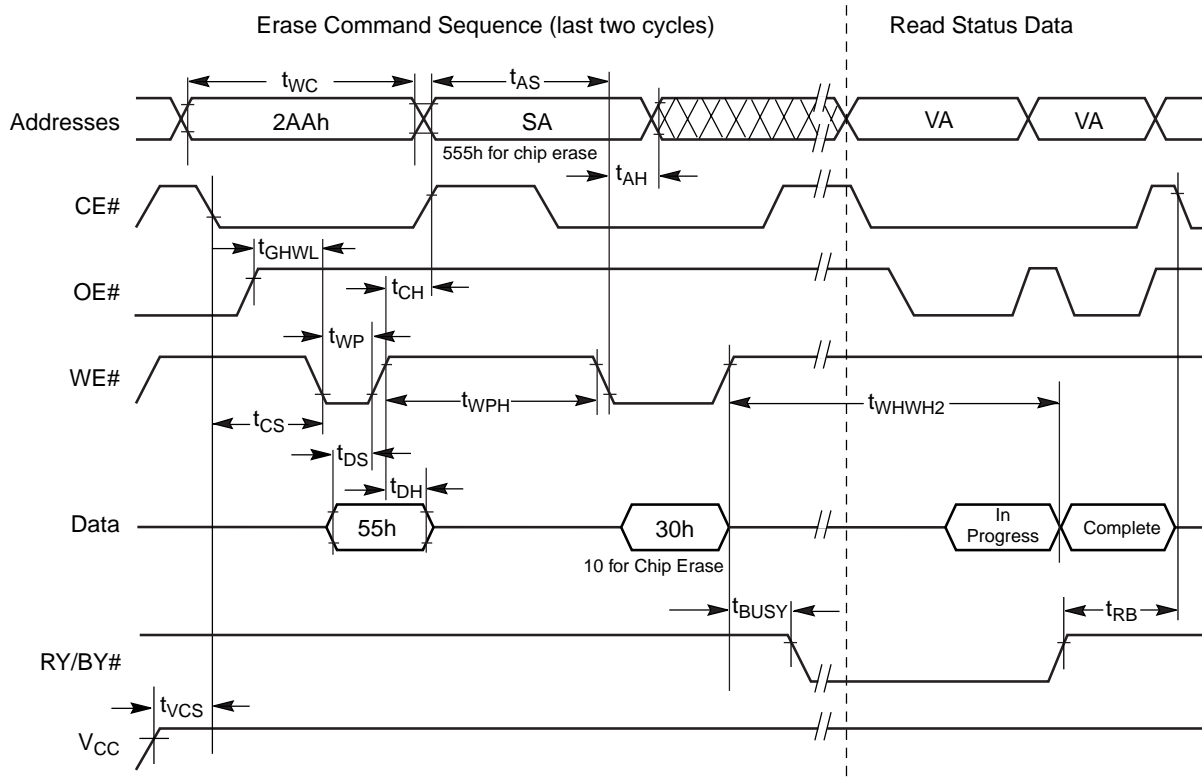 Erase Command Sequence (last two cycles) Read Status Data
tWC tAS
Addresses 2AAh SA VA VA
555h for chip erase
tAH
CE#
tGHWL
OE# tCH
tWP
WE#
tWPH tWHWH2
tCS
tDS
tDH
Data 55h 30h In Progress Complete
10 for Chip Erase
tBUSY tRB
RY/BY#
tVCS
VCC